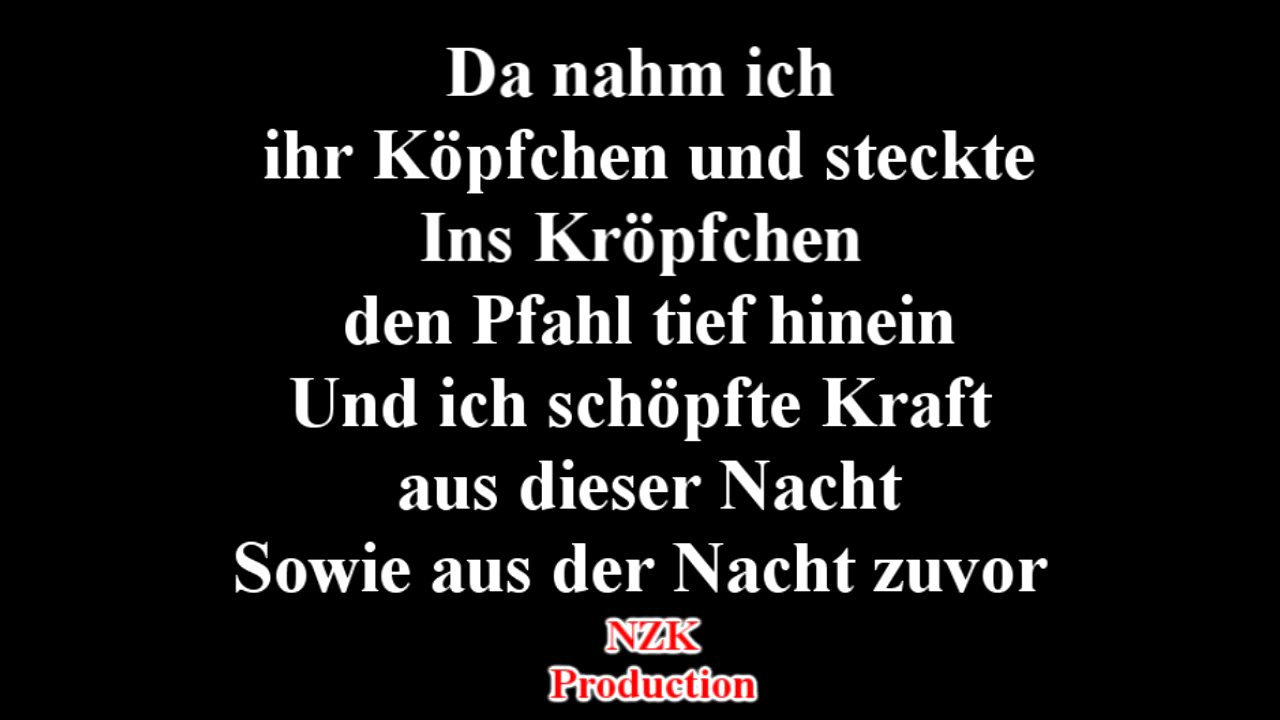 Da nahm ich
ihr Köpfchen und steckte
Ins Kröpfchen
den Pfahl tief hinein
Und ich schöpfte Kraft
aus dieser Nacht
Sowie aus der Nacht zuvor
NZK
Production